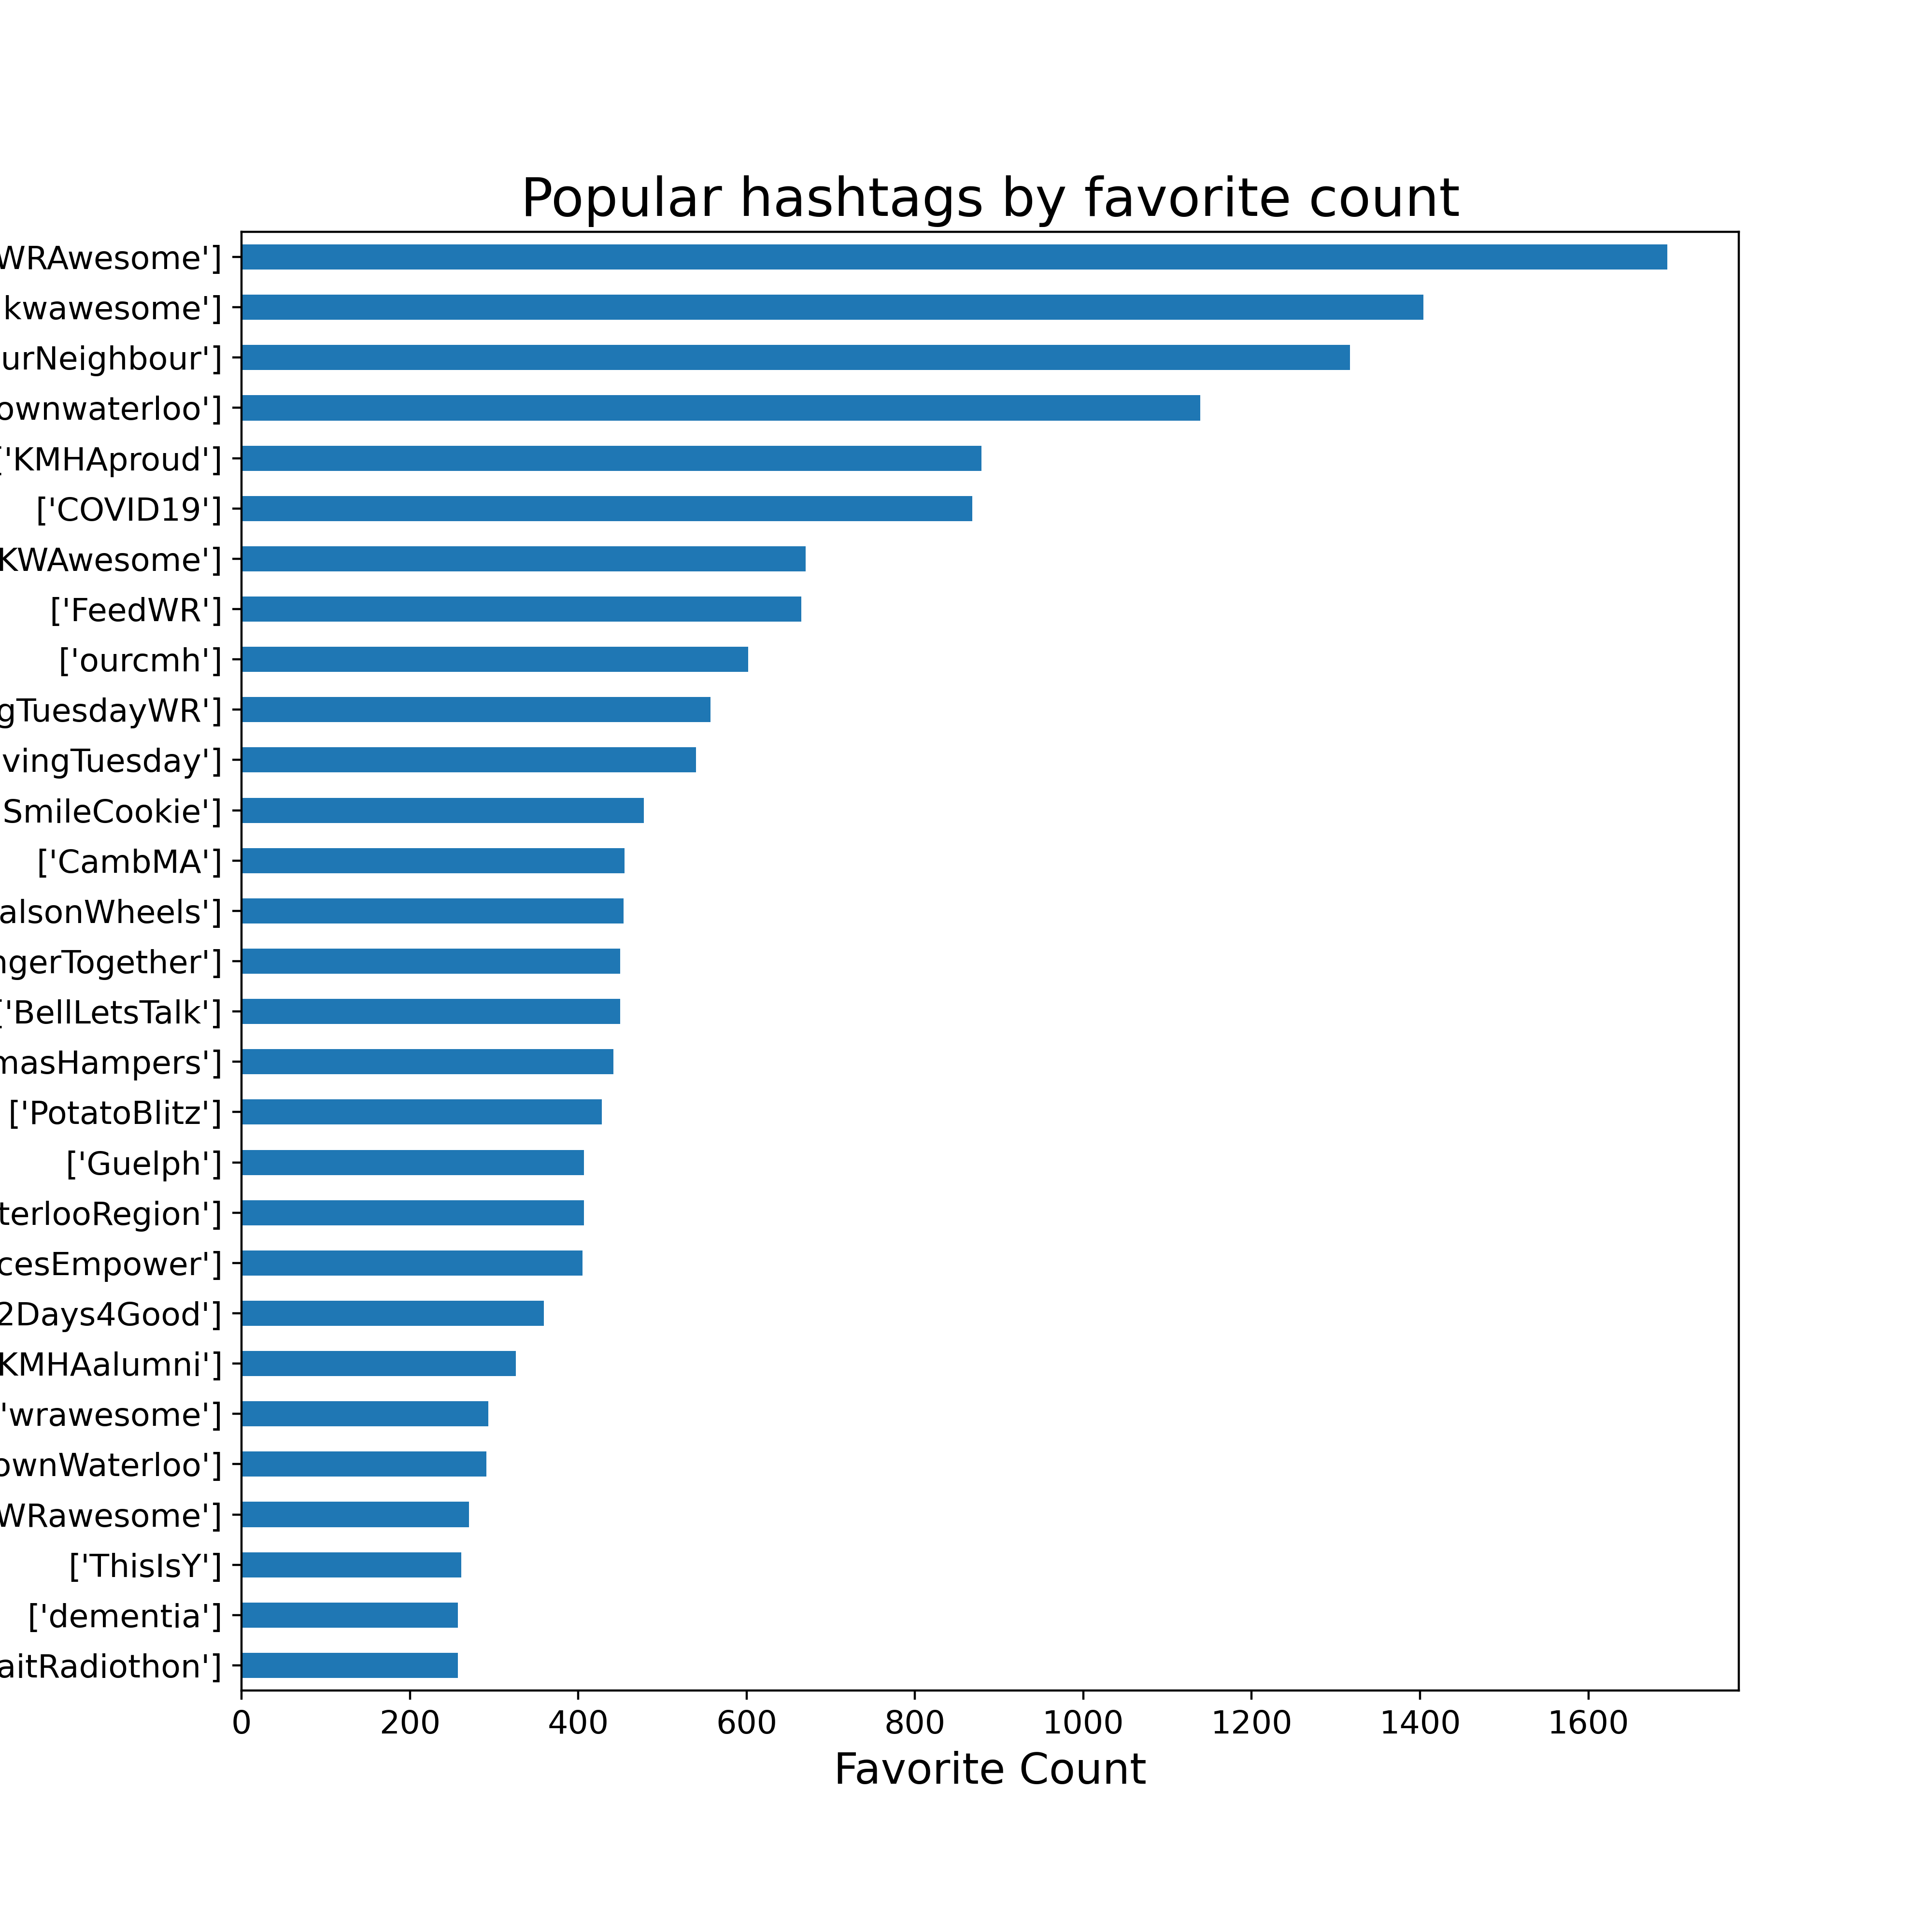 Popular hashtags by favorite count
WRAwesome']
kwawesome']
urNeighbour']
ownwaterloo']
['KMHAproud']
['COVID19']
KWAwesome']
['FeedWR']
['ourcmh']
gTuesdayWR']
vingTuesday']
SmileCookie']
['CambMA']
alsonWheels']
ngerTogether']
['BellLetsTalk']
masHampers']
['PotatoBlitz']
['Guelph']
terlooRegion']
cesEmpower']
2Days4Good']
KMHAalumni']
'wrawesome']
ownWaterloo']
WRawesome']
['ThisIsY']
['dementia']
aitRadiothon']
0 200 400 600 800 1000 1200 1400 1600
Favorite Count